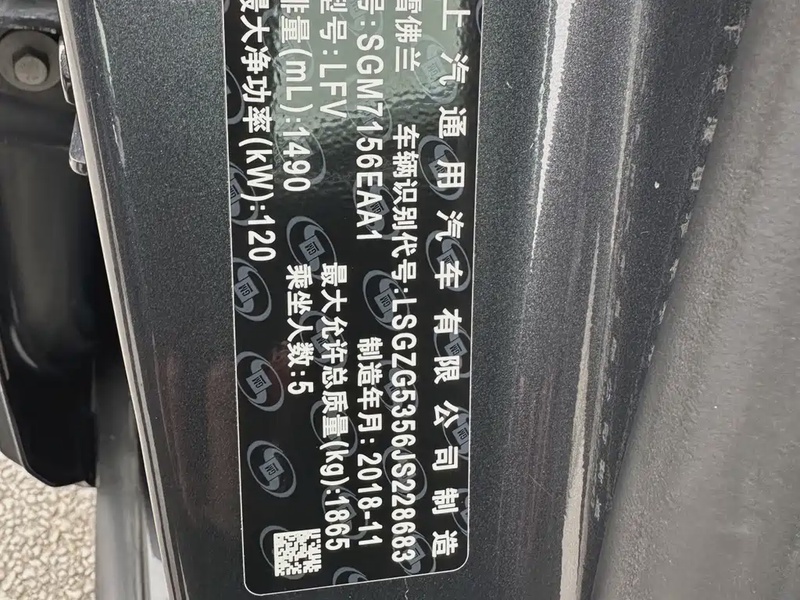 上 汽 通 用 汽 车 有 限 公 司 制 造
雪佛兰
车辆识别代号:LSGZG5356JS228683
号:SGM7156EAA1
制造年月:2018-11
型号:LFV
最大允许总质量(kg):1865
排量(mL):1490
乘坐人数:5
最大净功率(kW):120